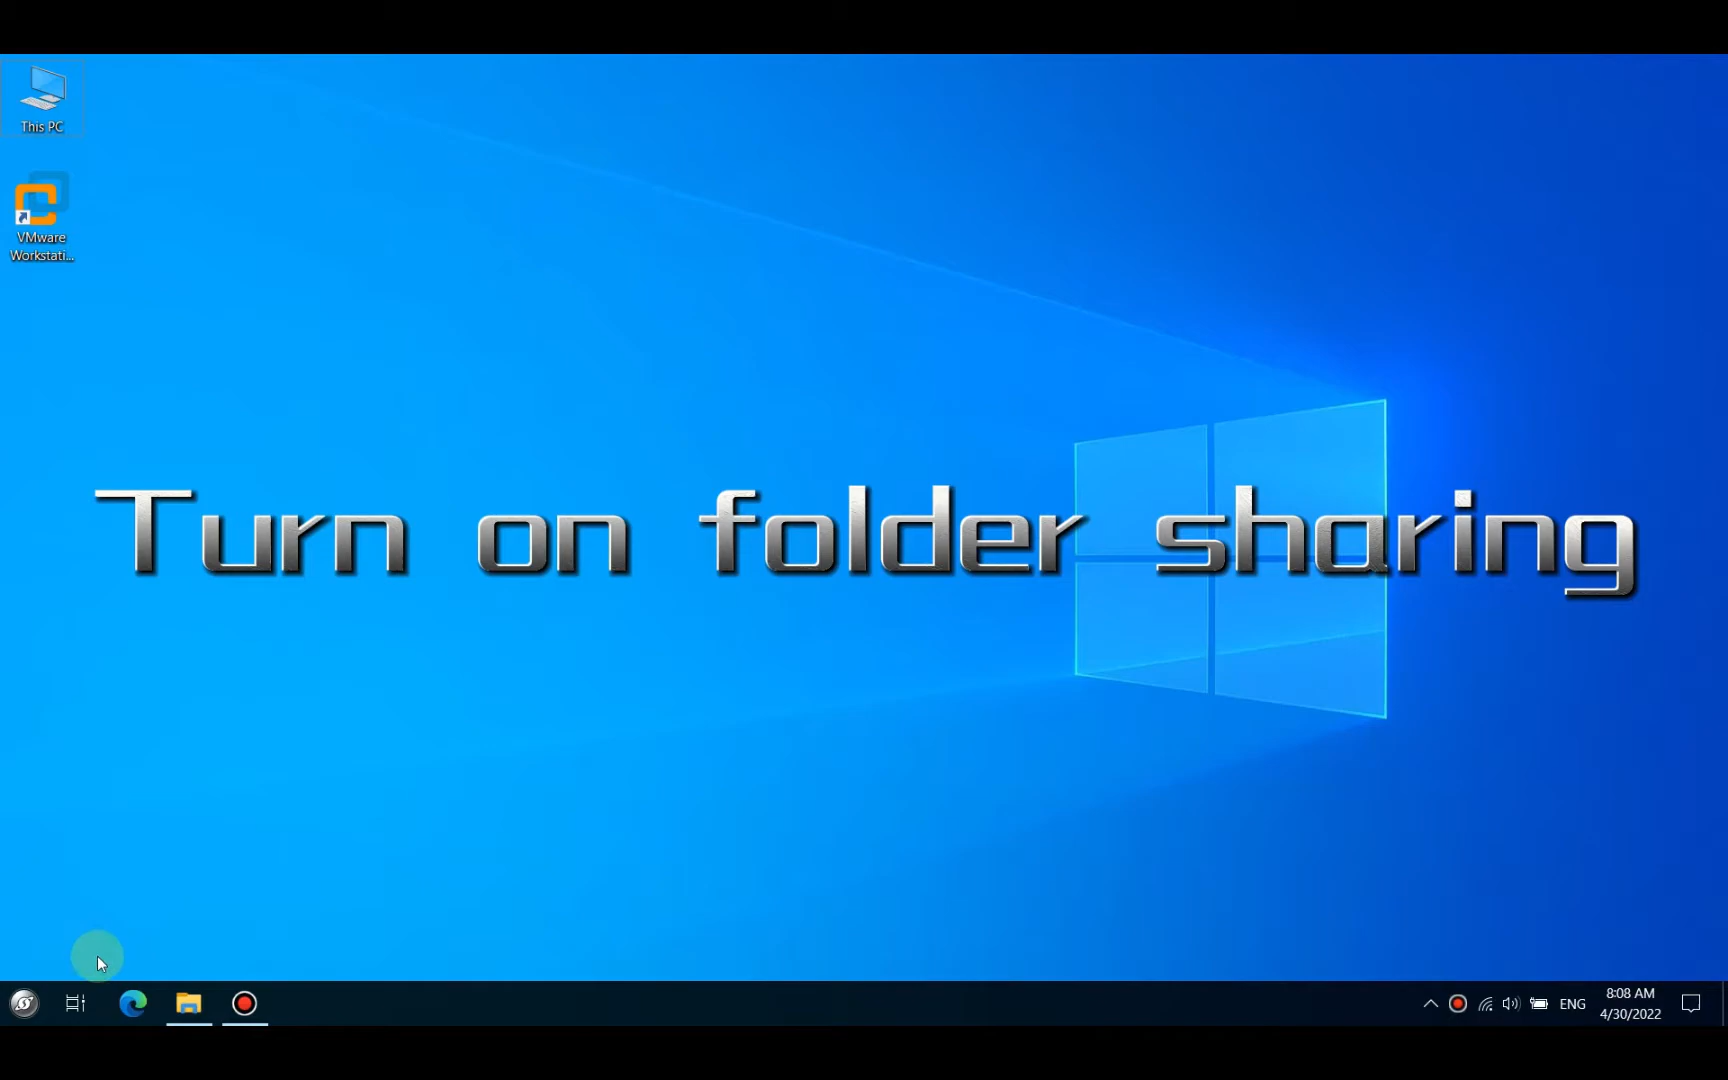 This PC
VMware
Workstati...
Turn on folder sharing
ENG
8:08 AM
4/30/2022